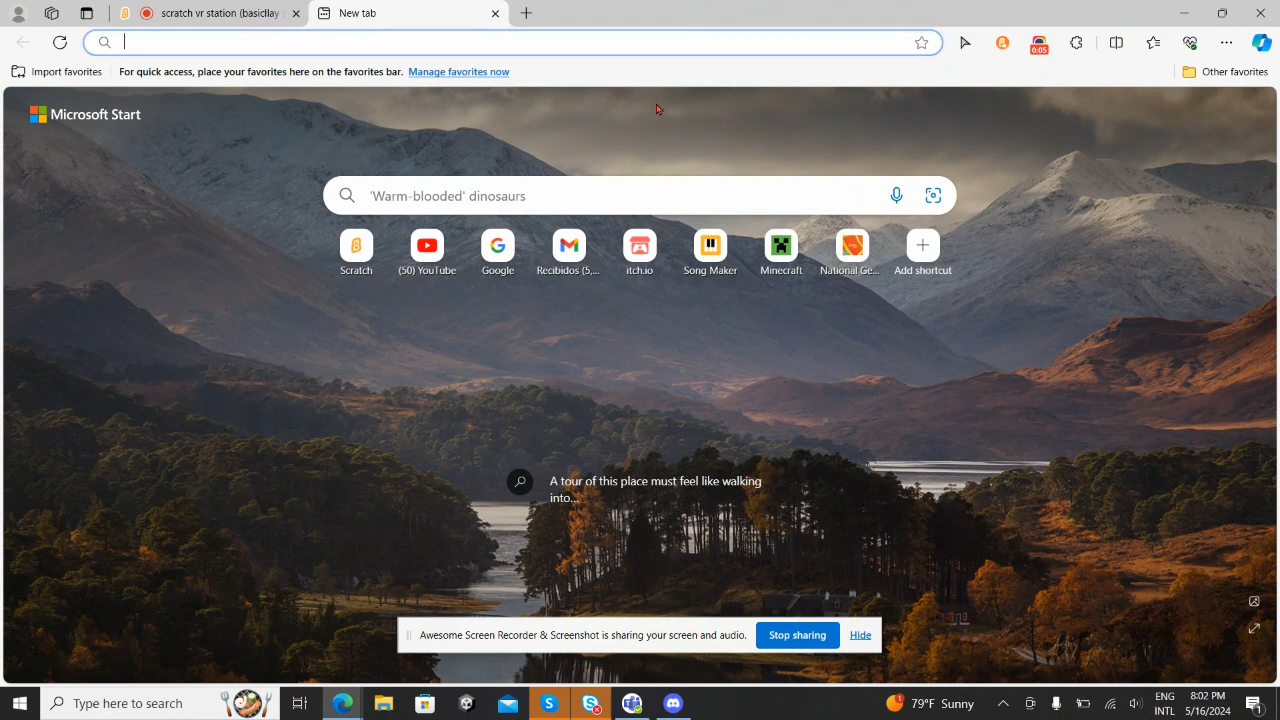 scratch vr station (basicllay s
New tab
0:05
Import favorites
For quick access, place your favorites here on the favorites bar. Manage favorites now
Other favorites
Microsoft Start
'Warm-blooded' dinosaurs
Scratch
(50) YouTube
Google
Recibidos (5,...
itch.io
Song Maker
Minecraft
National Ge...
Add shortcut
A tour of this place must feel like walking
into...
Awesome Screen Recorder & Screenshot is sharing your screen and audio.
Stop sharing
Hide
Type here to search
1
79°F Sunny
ENG
INTL
8:02 PM
5/16/2024
1